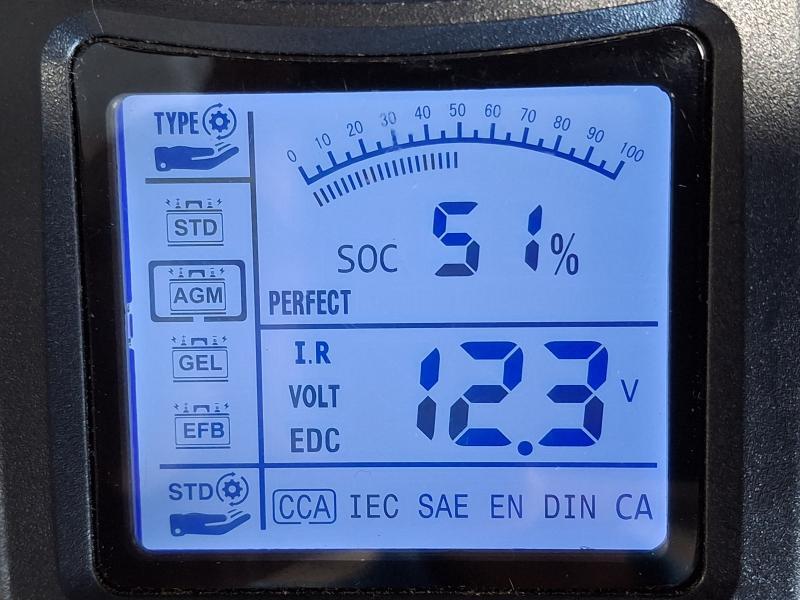 TYPE
0 10 20 30 40 50 60 70 80 90 100
STD
SOC 51%
AGM
PERFECT
GEL
I.R
VOLT
12.3 V
EFB
EDC
STD
CCA IEC SAE EN DIN CA